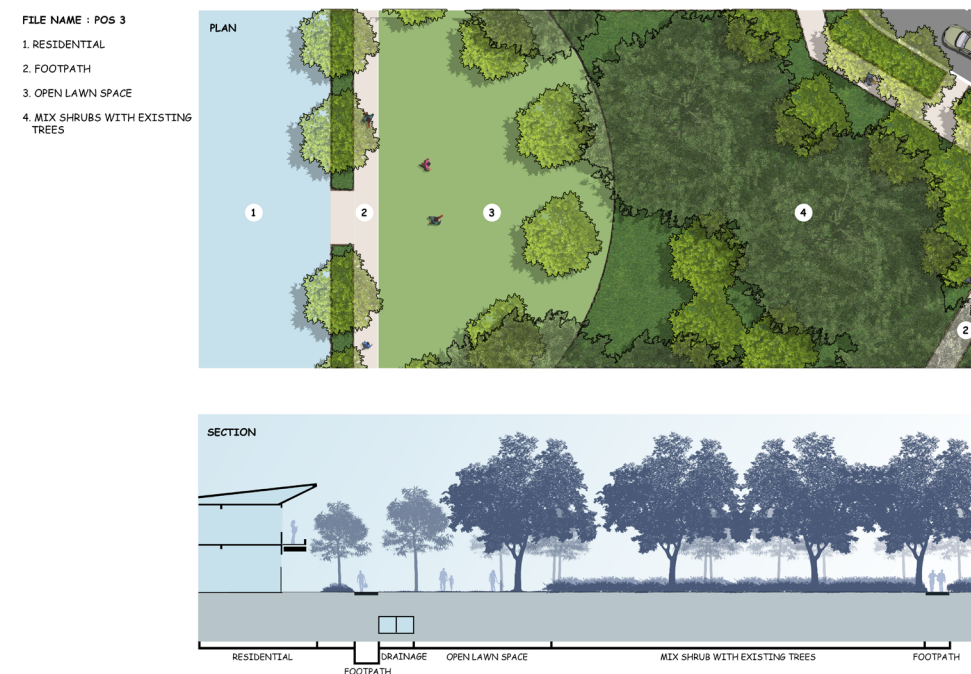 FILE NAME : POS 3
1. RESIDENTIAL
2. FOOTPATH
3. OPEN LAWN SPACE
4. MIX SHRUBS WITH EXISTING
TREES
PLAN
1
2
3
4
2
SECTION
RESIDENTIAL
FOOTPATH
DRAINAGE
OPEN LAWN SPACE
MIX SHRUB WITH EXISTING TREES
FOOTPATH